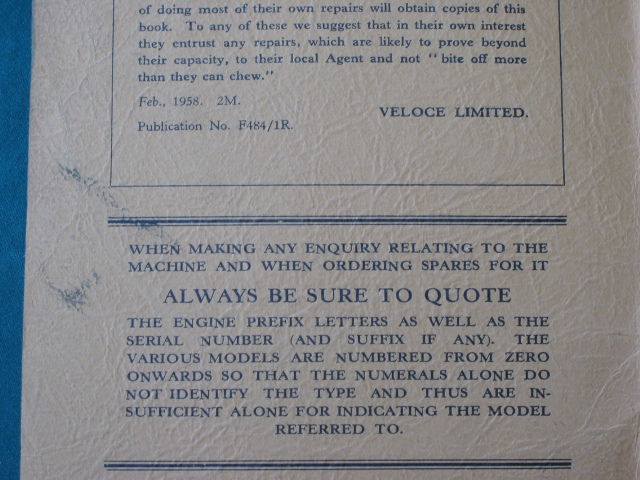 of doing most of their own repairs will obtain copies of this
book. To any of these we suggest that in their own interest
they entrust any repairs, which are likely to prove beyond
their capacity, to their local Agent and not "bite off more
than they can chew."
Feb., 1958. 2M.
VELOCE LIMITED.
Publication No. F484/1R.
WHEN MAKING ANY ENQUIRY RELATING TO THE
MACHINE AND WHEN ORDERING SPARES FOR IT
ALWAYS BE SURE TO QUOTE
THE ENGINE PREFIX LETTERS AS WELL AS THE
SERIAL NUMBER (AND SUFFIX IF ANY). THE
VARIOUS MODELS ARE NUMBERED FROM ZERO
ONWARDS SO THAT THE NUMERALS ALONE DO
NOT IDENTIFY THE TYPE AND THUS ARE IN-
SUFFICIENT ALONE FOR INDICATING THE MODEL
REFERRED TO.